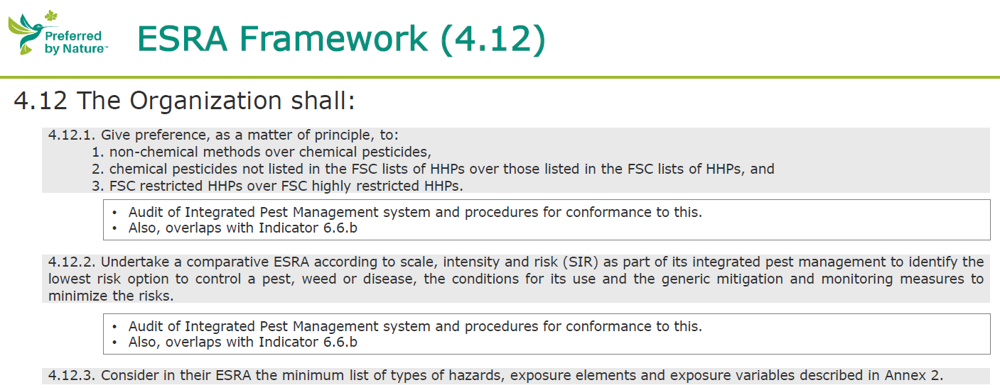 Preferred
by Nature™
ESRA Framework (4.12)
4.12 The Organization shall:
4.12.1. Give preference, as a matter of principle, to:
1. non-chemical methods over chemical pesticides,
2. chemical pesticides not listed in the FSC lists of HHPs over those listed in the FSC lists of HHPs, and
3. FSC restricted HHPs over FSC highly restricted HHPs.
• Audit of Integrated Pest Management system and procedures for conformance to this.
• Also, overlaps with Indicator 6.6.b
4.12.2. Undertake a comparative ESRA according to scale, intensity and risk (SIR) as part of its integrated pest management to identify the
lowest risk option to control a pest, weed or disease, the conditions for its use and the generic mitigation and monitoring measures to
minimize the risks.
• Audit of Integrated Pest Management system and procedures for conformance to this.
• Also, overlaps with Indicator 6.6.b
4.12.3. Consider in their ESRA the minimum list of types of hazards, exposure elements and exposure variables described in Annex 2.